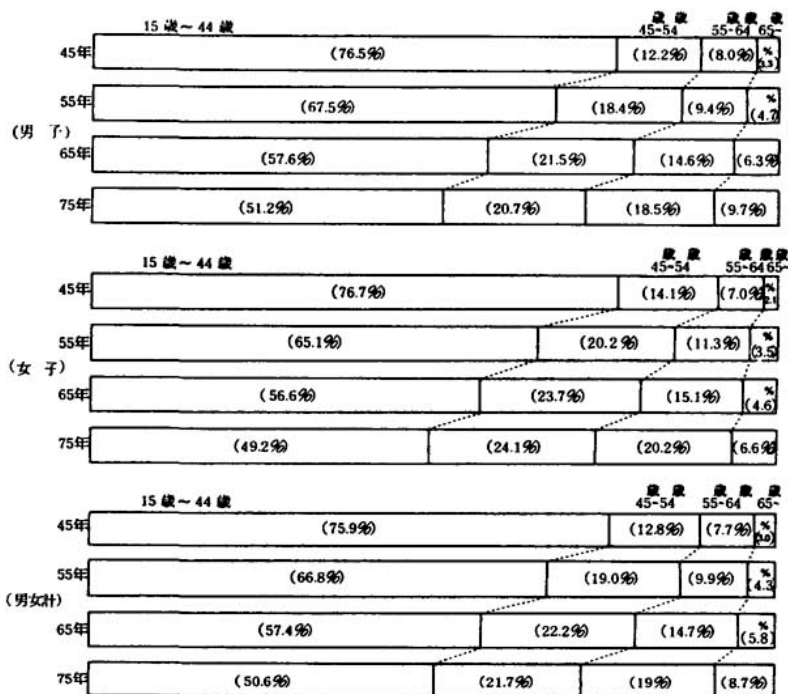 15歳～44歳 45~54歳 55~64歳 65~歳
45年 (76.5%) (12.2%) (8.0%) (3.3%)
55年 (67.5%) (18.4%) (9.4%) (4.7%)
(男 子)
65年 (57.6%) (21.5%) (14.6%) (6.3%)
75年 (51.2%) (20.7%) (18.5%) (9.7%)
15歳～44歳 45~54歳 55~64歳 65~歳
45年 (76.7%) (14.1%) (7.0%) (2.1%)
55年 (65.1%) (20.2%) (11.3%) (3.5%)
(女 子)
65年 (56.6%) (23.7%) (15.1%) (4.6%)
75年 (49.2%) (24.1%) (20.2%) (6.6%)
15歳～44歳 45~54歳 55~64歳 65~歳
45年 (75.9%) (12.8%) (7.7%) (3.0%)
55年 (66.8%) (19.0%) (9.9%) (4.3%)
(男女計)
65年 (57.4%) (22.2%) (14.7%) (5.8%)
75年 (50.6%) (21.7%) (19%) (8.7%)